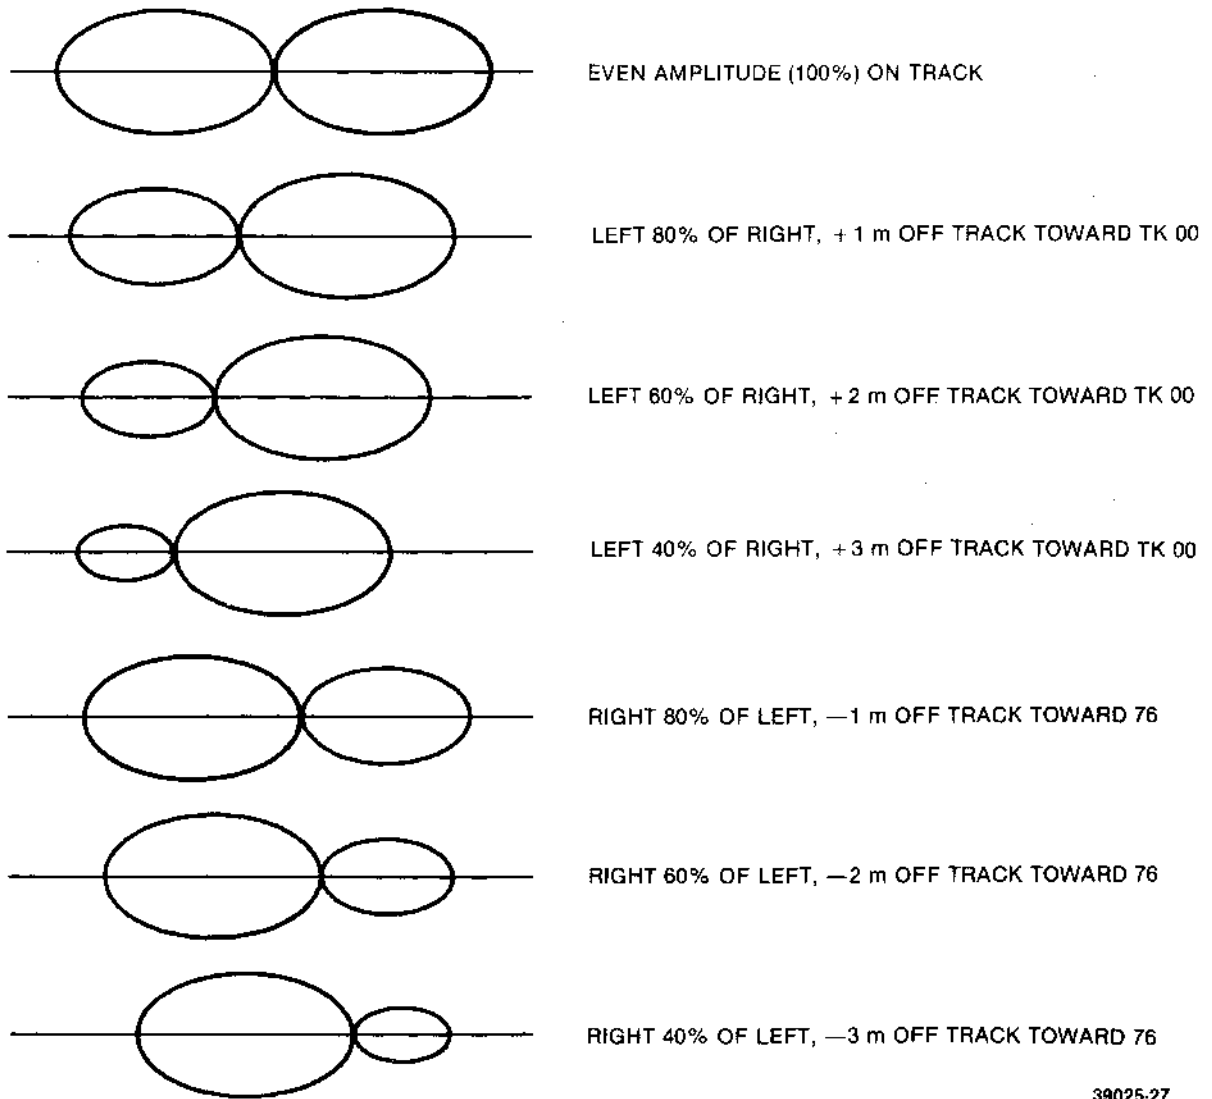 EVEN AMPLITUDE (100%) ON TRACK
LEFT 80% OF RIGHT, + 1 m OFF TRACK TOWARD TK 00
LEFT 60% OF RIGHT, + 2 m OFF TRACK TOWARD TK 00
LEFT 40% OF RIGHT, + 3 m OFF TRACK TOWARD TK 00
RIGHT 80% OF LEFT, —1 m OFF TRACK TOWARD 76
RIGHT 60% OF LEFT, —2 m OFF TRACK TOWARD 76
RIGHT 40% OF LEFT, —3 m OFF TRACK TOWARD 76
39025-27